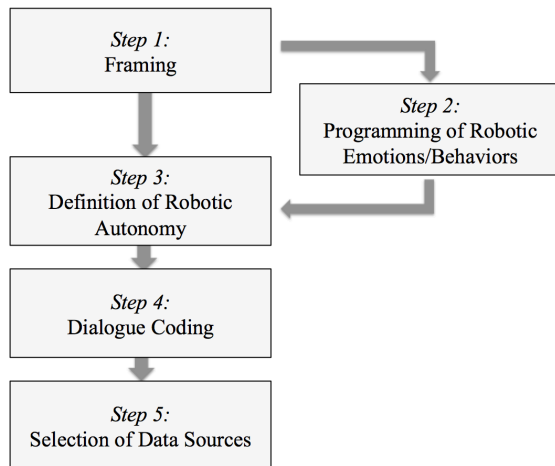 Step 1:
Framing
Step 2:
Programming of Robotic
Emotions/Behaviors
Step 3:
Definition of Robotic
Autonomy
Step 4:
Dialogue Coding
Step 5:
Selection of Data Sources